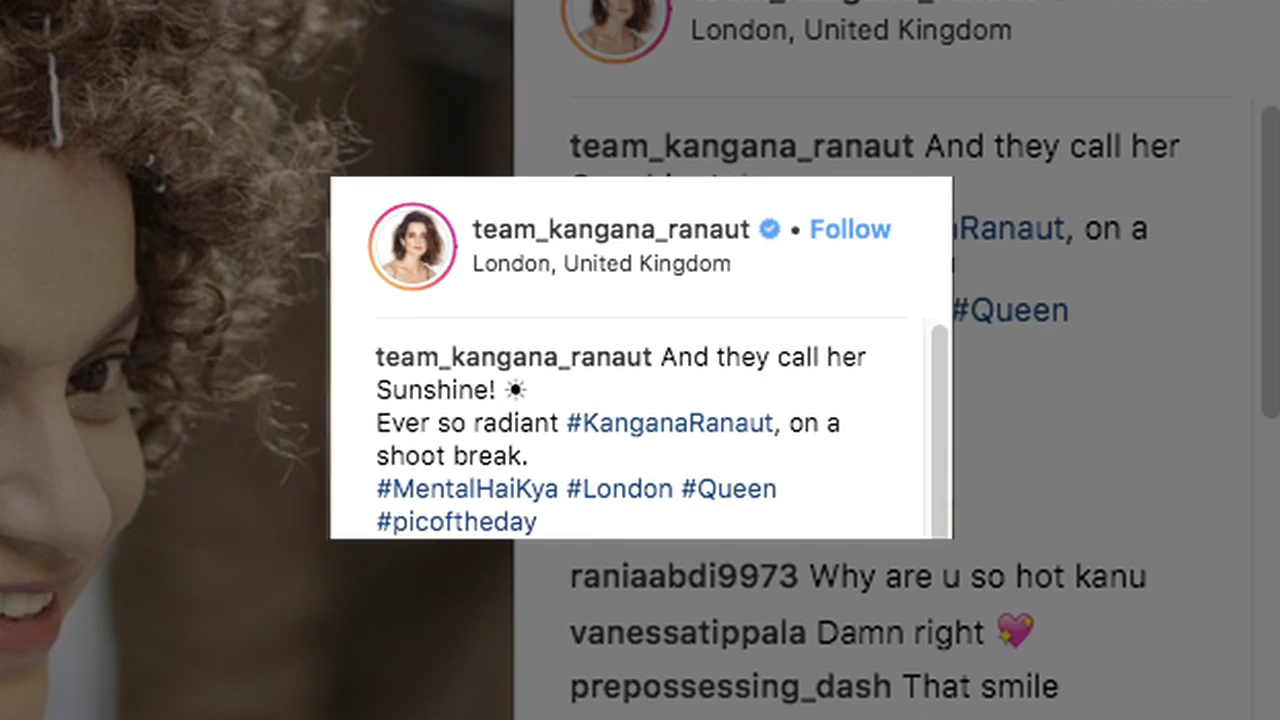 London, United Kingdom
team_kangana_ranaut And they call her
Ranaut, on a
#Queen
team_kangana_ranaut • Follow
London, United Kingdom
team_kangana_ranaut And they call her
Sunshine! ☀
Ever so radiant #KanganaRanaut, on a
shoot break.
#MentalHaiKya #London #Queen
#picoftheday
raniaabdi9973 Why are u so hot kanu
vanessatippala Damn right 💖
prepossessing_dash That smile